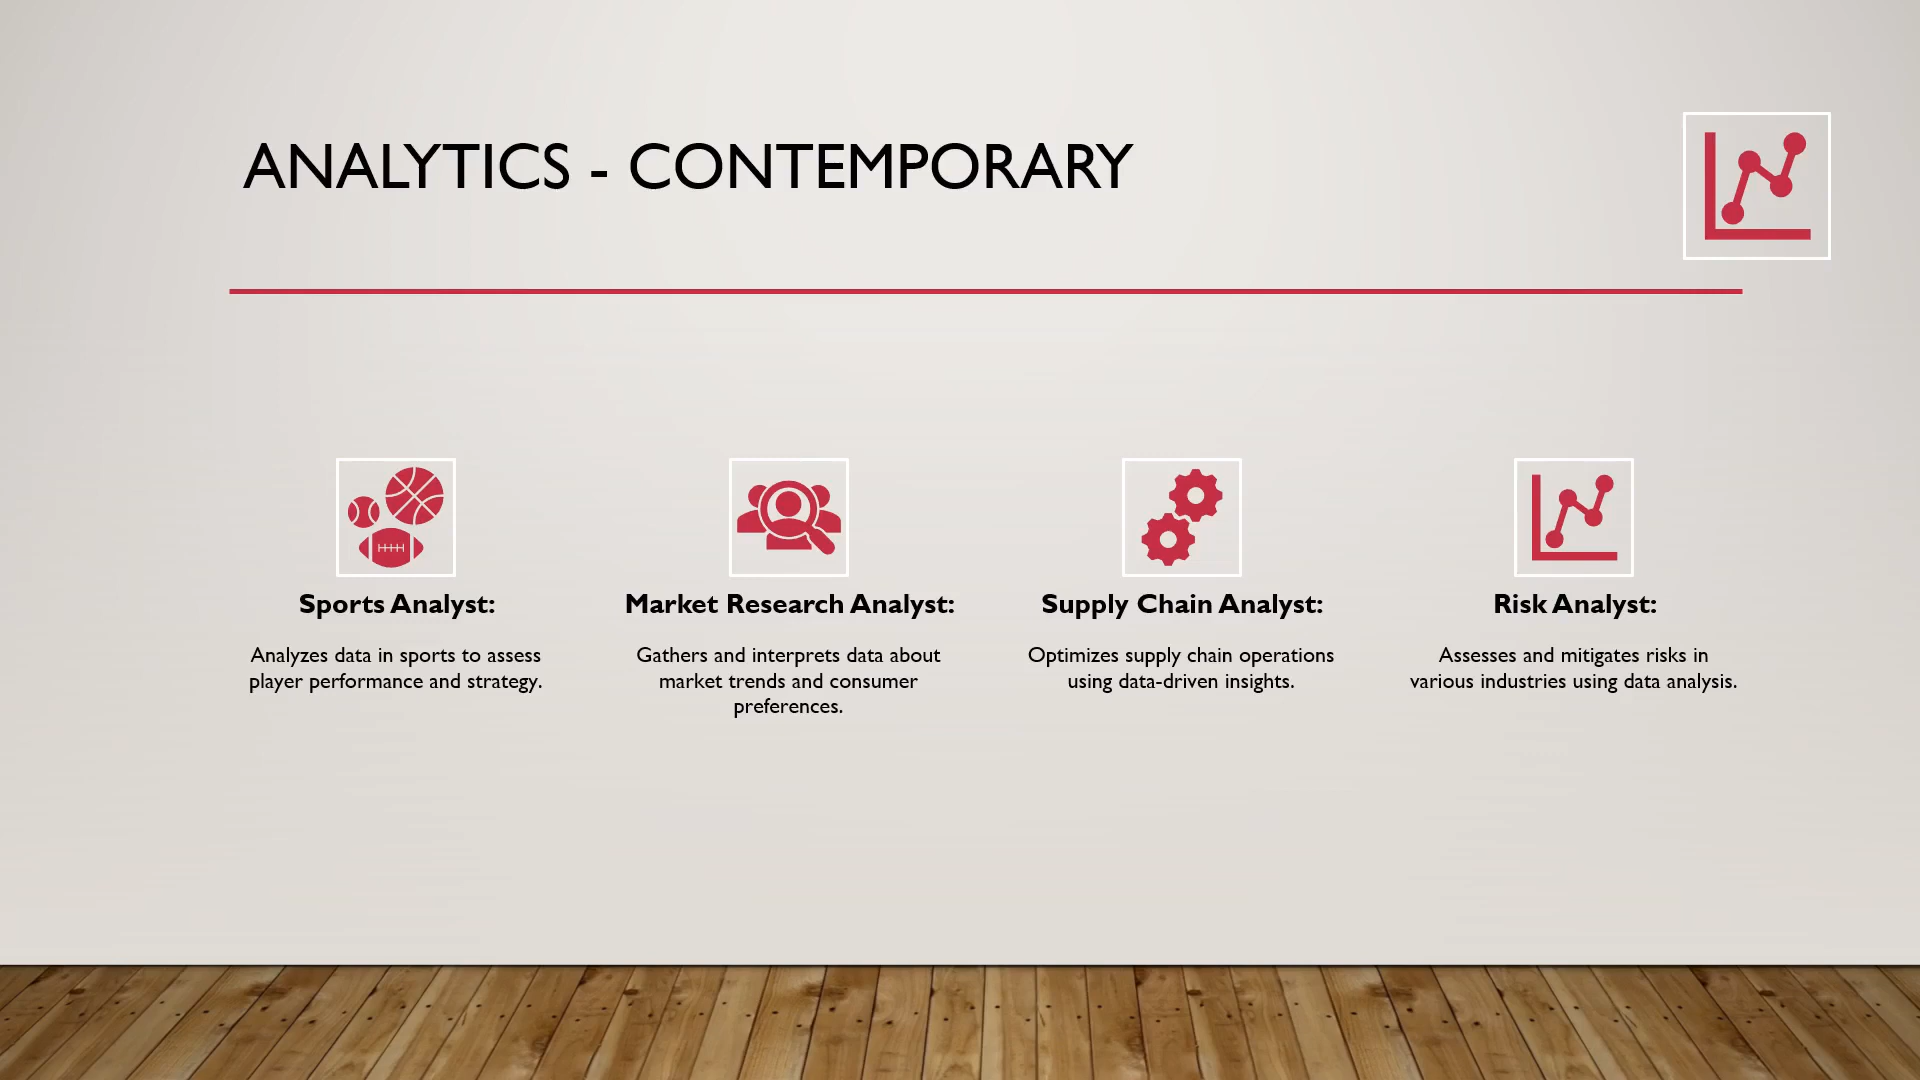 ANALYTICS - CONTEMPORARY
Sports Analyst:
Analyzes data in sports to assess
player performance and strategy.
Market Research Analyst:
Gathers and interprets data about
market trends and consumer
preferences.
Supply Chain Analyst:
Optimizes supply chain operations
using data-driven insights.
Risk Analyst:
Assesses and mitigates risks in
various industries using data analysis.